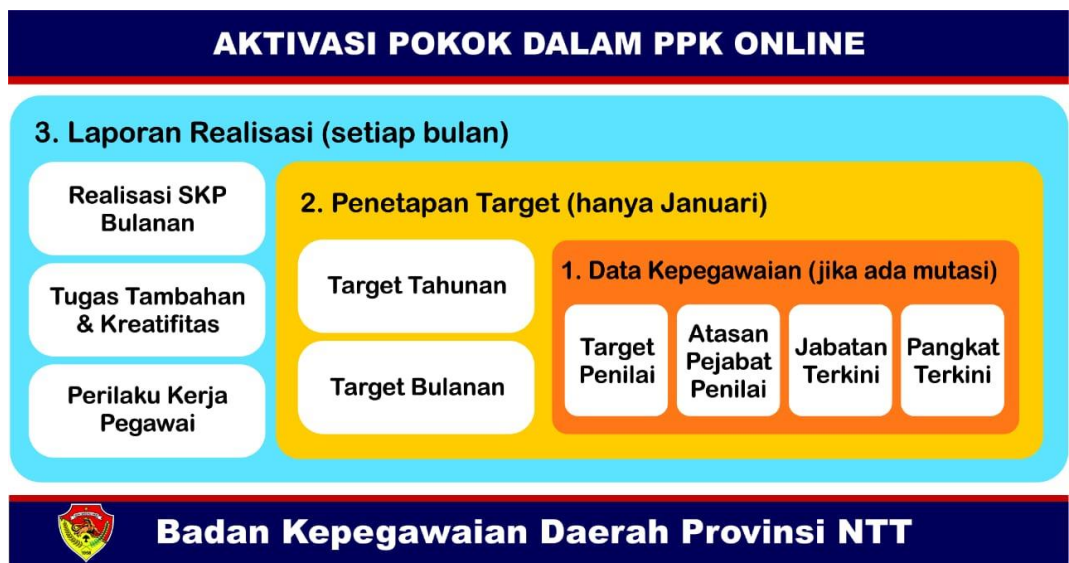 AKTIVASI POKOK DALAM PPK ONLINE
3. Laporan Realisasi (setiap bulan)
Realisasi SKP
Bulanan
Tugas Tambahan
& Kreatifitas
Perilaku Kerja
Pegawai
2. Penetapan Target (hanya Januari)
Target Tahunan
Target Bulanan
1. Data Kepegawaian (jika ada mutasi)
Target
Penilai
Atasan
Pejabat
Penilai
Jabatan
Terkini
Pangkat
Terkini
Badan Kepegawaian Daerah Provinsi NTT